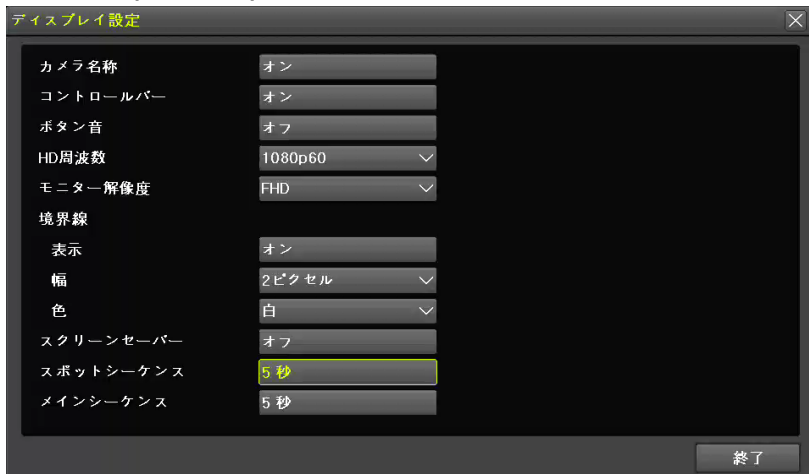 ディスプレイ設定
カメラ名称 オン
コントロールバー オン
ボタン音 オフ
HD周波数 1080p60
モニター解像度 FHD
境界線
表示 オン
幅 2ピクセル
色 白
スクリーンセーバー オフ
スポットシーケンス 5 秒
メインシーケンス 5 秒
終了